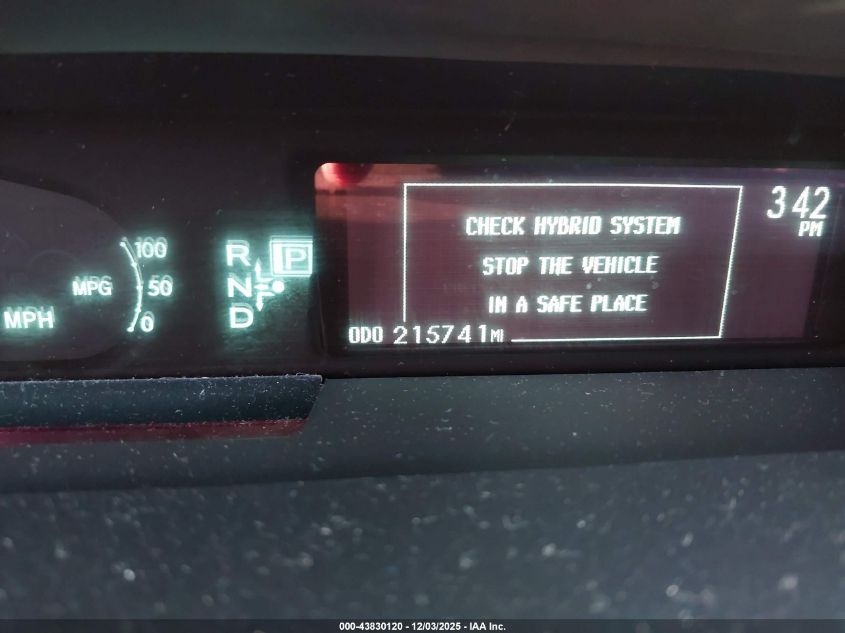 100
MPG 50
MPH 0
R P
N
D
CHECK HYBRID SYSTEM
STOP THE VEHICLE
IN A SAFE PLACE
ODO 215741 MI
3:42
PM
000-43830120 - 12/03/2025 - IAA Inc.